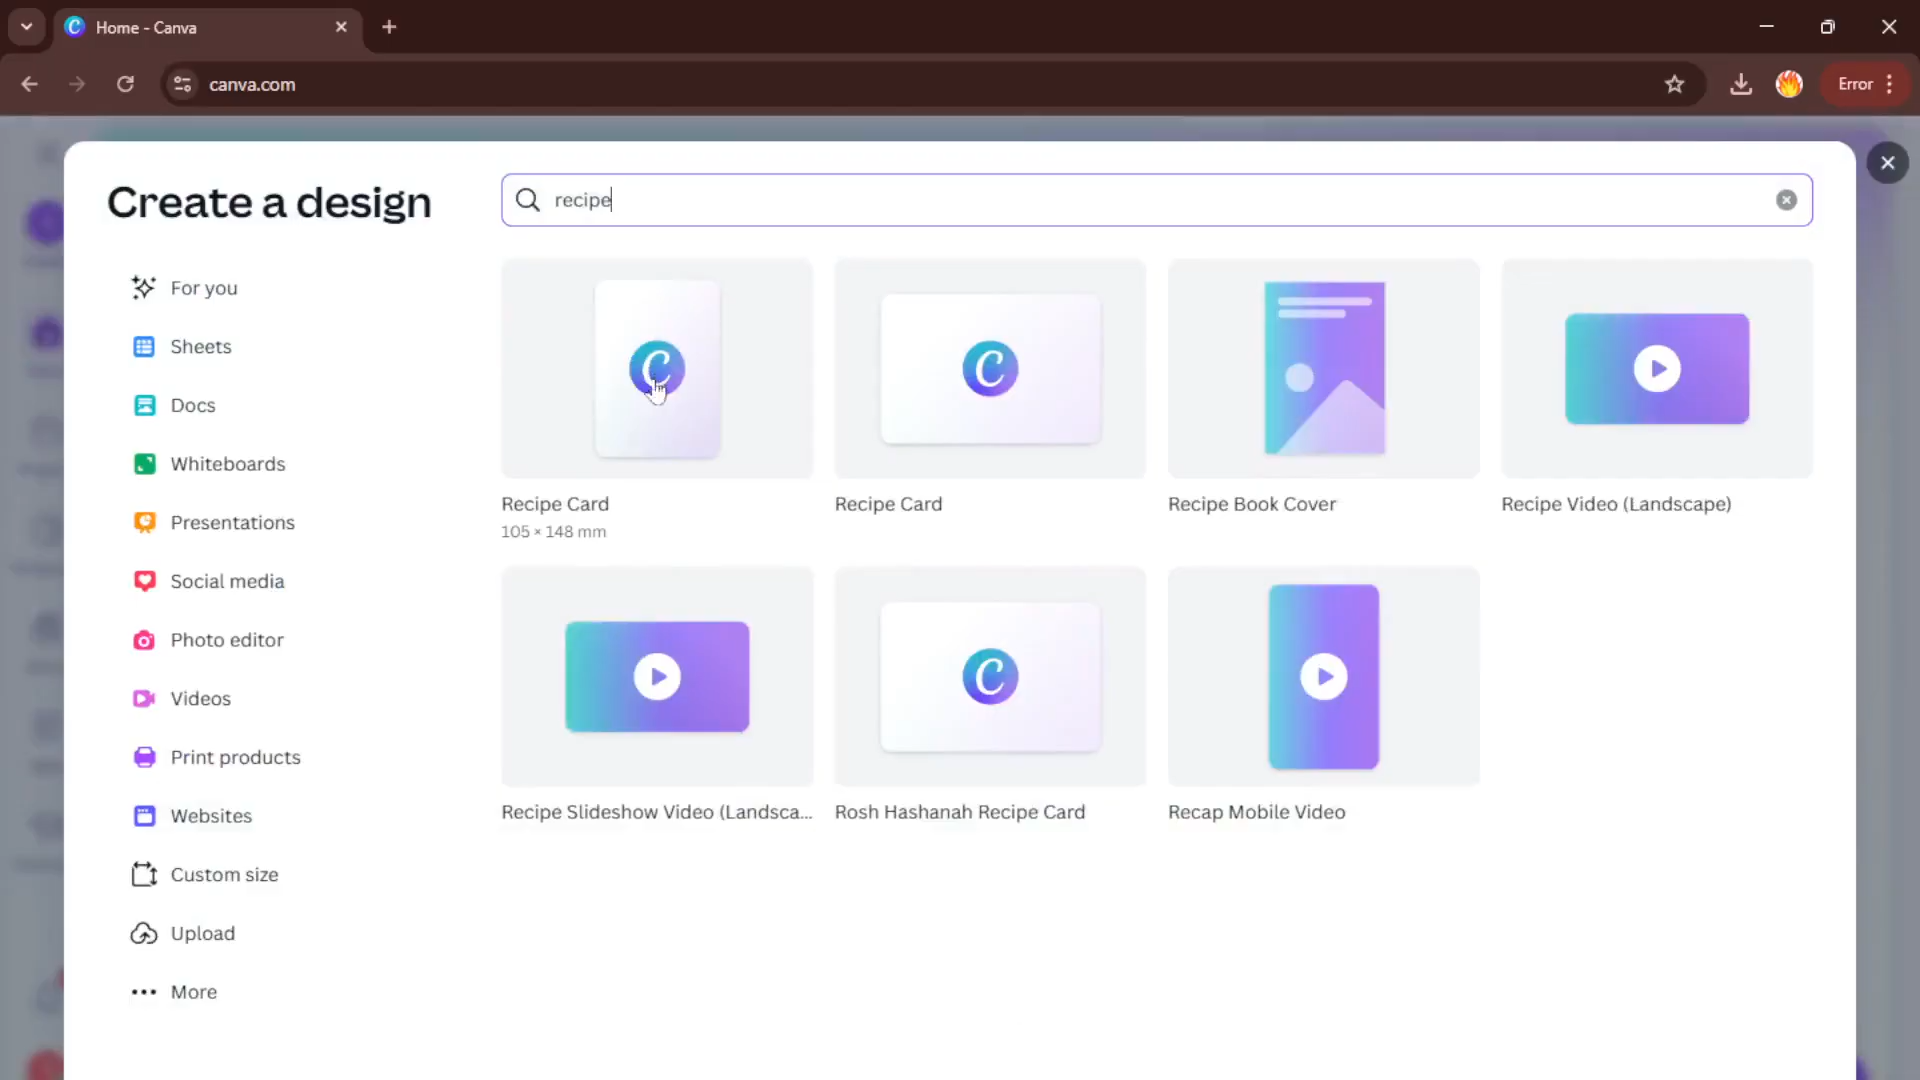 Home - Canva
canva.com
Error
Create a design
recipe
For you
Sheets
Docs
Whiteboards
Presentations
Social media
Photo editor
Videos
Print products
Websites
Custom size
Upload
More
Recipe Card
105 × 148 mm
Recipe Card
Recipe Book Cover
Recipe Video (Landscape)
Recipe Slideshow Video (Landsca...
Rosh Hashanah Recipe Card
Recap Mobile Video